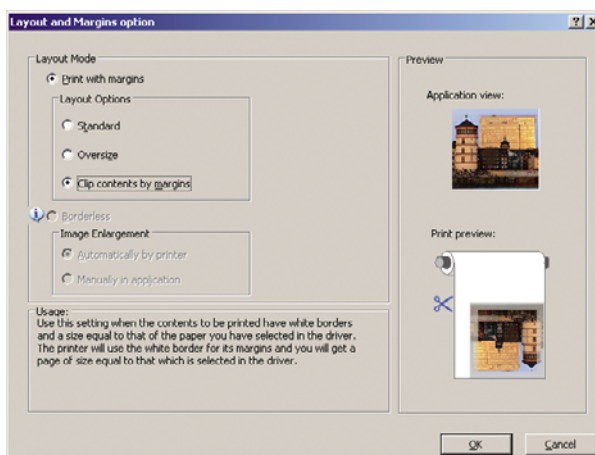 Layout and Margins option
Layout Mode
Print with margins
Layout Options
Standard
Oversize
Clip contents by margins
Borderless
Image Enlargement
Automatically by printer
Manually in application
Usage:
Use this setting when the contents to be printed have white borders
and a size equal to that of the paper you have selected in the driver.
The printer will use the white border for its margins and you will get a
page of size equal to that which is selected in the driver.
Preview
Application view:
Print preview:
OK
Cancel